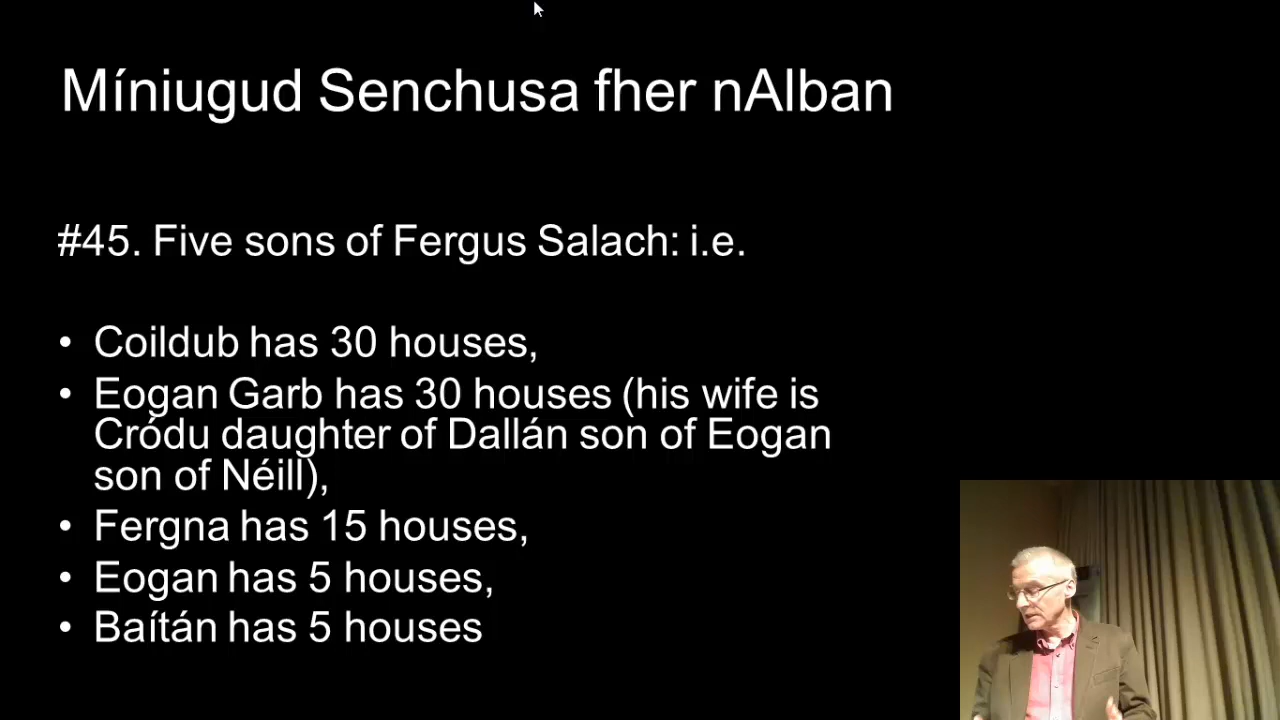 Míniugud Senchusa fher nAlban
#45. Five sons of Fergus Salach: i.e.
• Coildub has 30 houses,
• Eogan Garb has 30 houses (his wife is
Cródu daughter of Dallán son of Eogan
son of Néill),
• Fergna has 15 houses,
• Eogan has 5 houses,
• Baítán has 5 houses